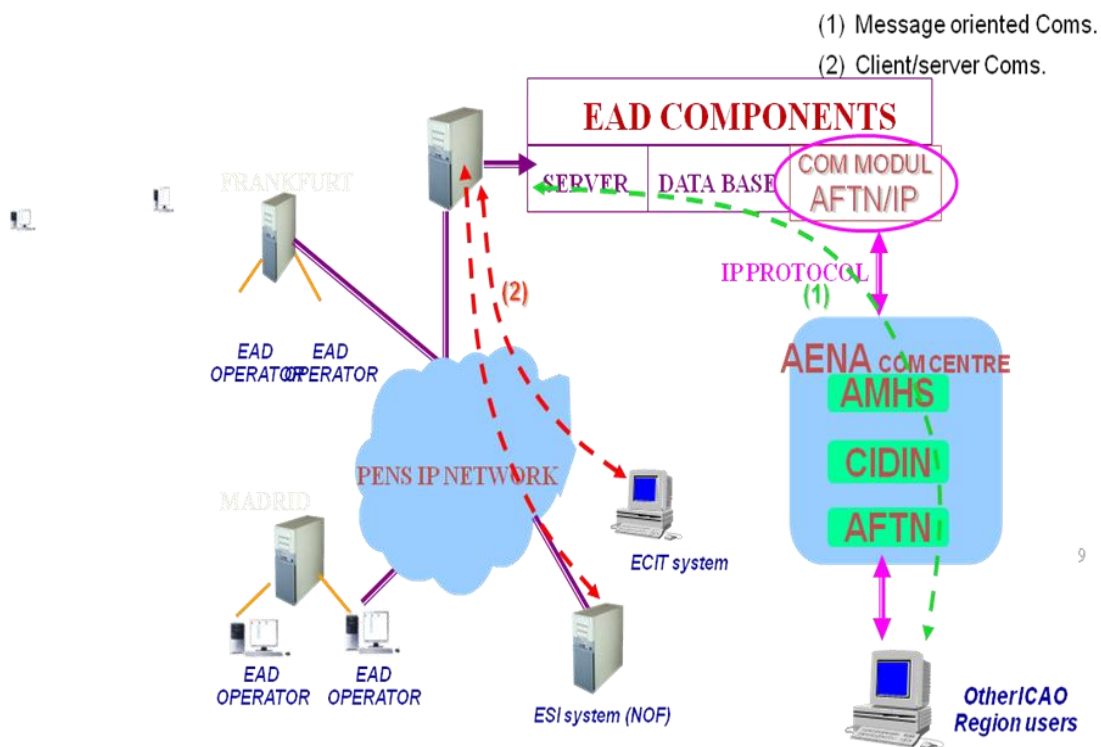 (1) Message oriented Coms.
(2) Client/server Coms.
EAD COMPONENTS
SERVER
DATA BASE
COM MODUL
AFTN/IP
FRANKFURT
IP PROTOCOL
(1)
(2)
EAD
OPERATOR
EAD
OPERATOR
AENA COM CENTRE
AMHS
CIDIN
AFTN
PENS IP NETWORK
MADRID
ECIT system
9
EAD
OPERATOR
EAD
OPERATOR
ESI system (NOF)
OtherICAO
Region users